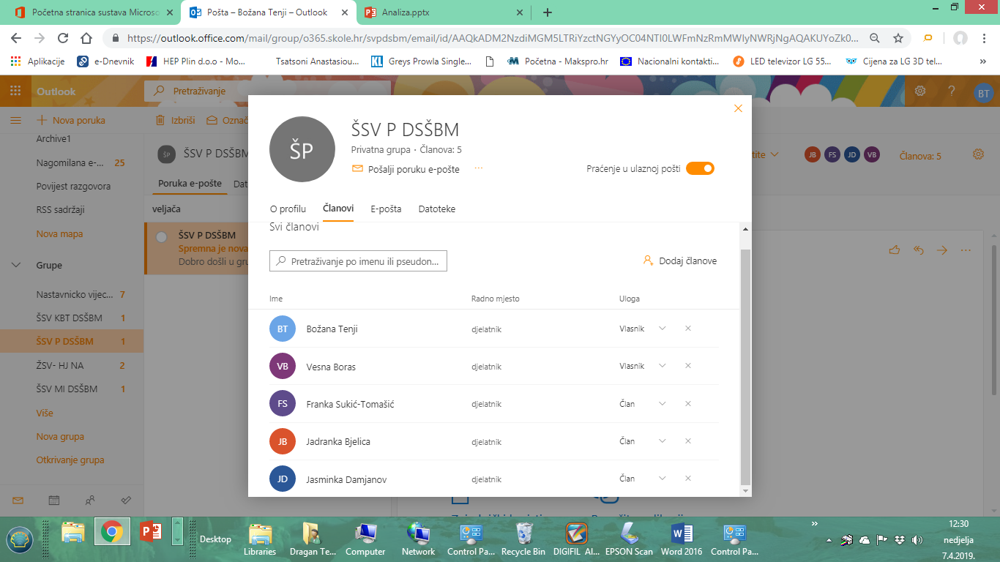 Početna stranica sustava Microso
Pošta – Božana Tenji – Outlook
Analiza.pptx
https://outlook.office.com/mail/group/o365.skole.hr/svpdsbm/email/id/AAQkADM2NzdiMGM5LTRiYzctNGYyOC04NTI0LWFmNzRmMWIyNWRjNgAQAKUYoZk0...
Aplikacije
e-Dnevnik
HEP Plin d.o.o - Mo...
Tsatsoni Anastasiou...
Greys Prowla Single...
Početna - Makspro.hr
Nacionalni kontakti...
LED televizor LG 55...
Cijena za LG 3D tel...
»
Outlook
Pretraživanje
BT
Nova poruka
Izbriši
Označ
Archive1
Nagomilana e-... 25
Povijest razgovora
RSS sadržaji
Nova mapa
Grupe
Nastavnicko vijec... 7
ŠSV KBT DSŠBM 1
ŠSV P DSŠBM 1
ŽSV- HJ NA 2
ŠSV MI DSŠBM 1
Više
Nova grupa
Otkrivanje grupa
ŠP
ŠSV P DSŠBM
Poruka e-pošte
Dat
veljača
ŠSV P DSŠBM
Spremna je nova
Dobro došli u gru
tite
JB FS JD VB
Članova: 5
ŠP
ŠSV P DSŠBM
Privatna grupa · Članova: 5
Pošalji poruku e-pošte ...
Praćenje u ulaznoj pošti
O profilu
Članovi
E-pošta
Datoteke
Svi članovi
Pretraživanje po imenu ili pseudon...
Dodaj članove
Ime Radno mjesto Uloga
BT Božana Tenji djelatnik Vlasnik
VB Vesna Boras djelatnik Vlasnik
FS Franka Sukić-Tomašić djelatnik Član
JB Jadranka Bjelica djelatnik Član
JD Jasminka Damjanov djelatnik Član
Desktop
Libraries
Dragan Te...
Computer
Network
Control Pa...
Recycle Bin
DIGIFIL Al...
EPSON Scan
Word 2016
Control Pa...
»
12:30
nedjelja
7.4.2019.